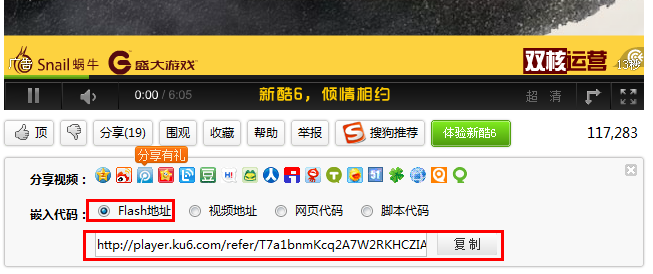 广告 Snail 蜗牛 G 盛大游戏 双核运营 13秒
0:00 / 6:05 新酷6，倾情相约 超 清
顶 分享(19) 围观 收藏 帮助 举报 S 搜狗推荐 体验新酷6 117,283
分享有礼
分享视频：
嵌入代码： Flash地址 视频地址 网页代码 脚本代码
http://player.ku6.com/refer/T7a1bnmKcq2A7W2RKHCZIA 复制